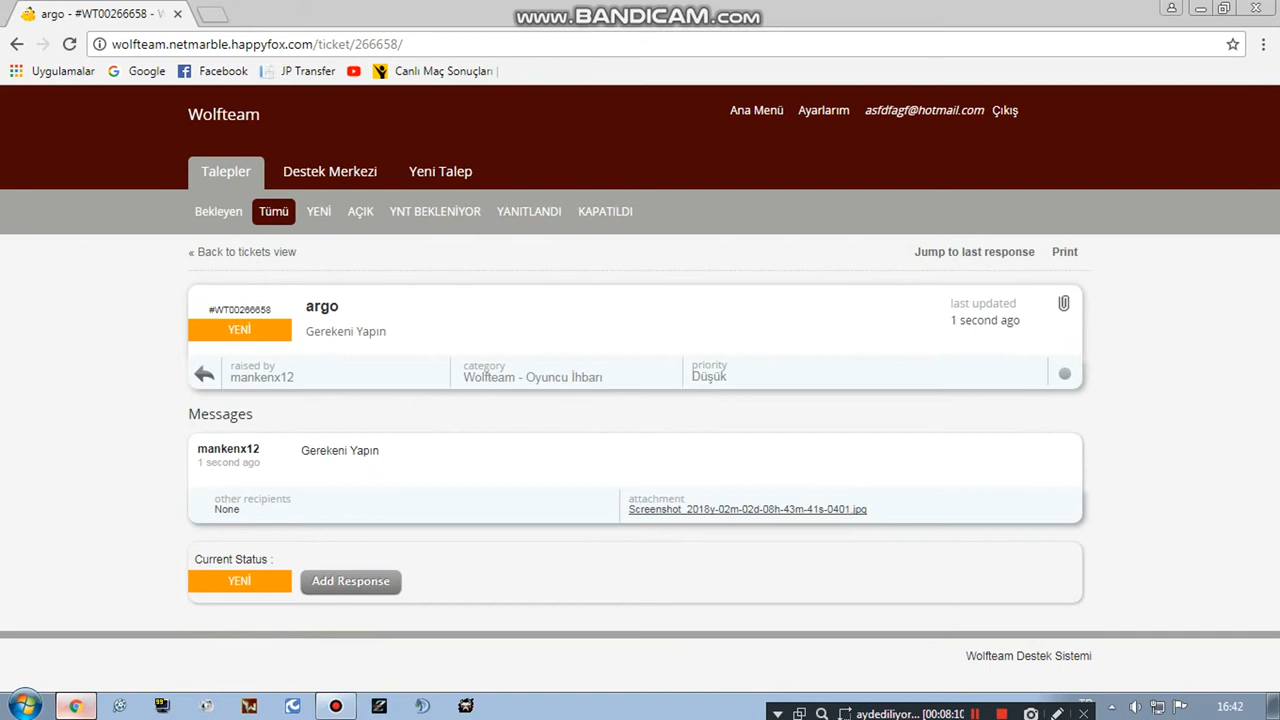 www.BANDICAM.com
argo - #WT00266658 - W
wolfteam.netmarble.happyfox.com/ticket/266658/
Uygulamalar Google Facebook JP Transfer Canlı Maç Sonuçları |
Wolfteam
Ana Menü Ayarlarım asfdfagf@hotmail.com Çıkış
Talepler Destek Merkezi Yeni Talep
Bekleyen Tümü YENİ AÇIK YNT BEKLENİYOR YANITLANDI KAPATILDI
« Back to tickets view Jump to last response Print
#WT00266658 argo last updated
YENİ Gerekeni Yapın 1 second ago
raised by category priority
mankenx12 Wolfteam - Oyuncu İhbarı Düşük
Messages
mankenx12 Gerekeni Yapın
1 second ago
other recipients attachment
None Screenshot_2018y-02m-02d-08h-43m-41s-0401.jpg
Current Status :
YENİ Add Response
Wolfteam Destek Sistemi
aydediliyor... [00:08:10] 16:42